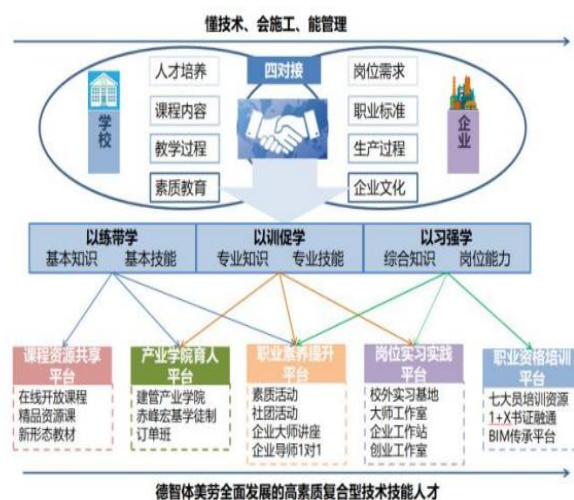 懂技术、会施工、能管理
人才培养
四对接
岗位需求
学校
课程内容
职业标准
企业
教学过程
生产过程
素质教育
企业文化
以练带学
基本知识 基本技能
以训促学
专业知识 专业技能
以习强学
综合知识 岗位能力
课程资源共享
平台
在线开放课程
精品资源课
新形态教材
产业学院育人
平台
建管产业学院
赤峰宏基学徒制
订单班
职业素养提升
平台
素质活动
社团活动
企业大师讲座
企业导师1对1
岗位实习实践
平台
校外实习基地
大师工作室
企业工作站
创业工作室
职业资格培训
平台
七大员培训资源
1+X书证融通
BIM传承平台
德智体美劳全面发展的高素质复合型技术技能人才